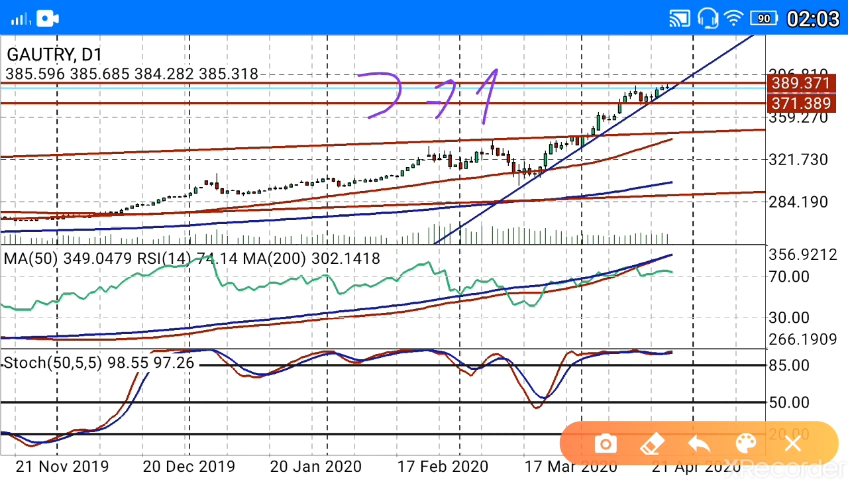 90 02:03
GAUTRY, D1
385.596 385.685 384.282 385.318
389.371
371.389
359.270
321.730
284.190
MA(50) 349.0479 RSI(14) 74.14 MA(200) 302.1418
356.9212
70.00
30.00
266.1909
Stoch(50,5,5) 98.55 97.26
85.00
50.00
20.00
21 Nov 2019 20 Dec 2019 20 Jan 2020 17 Feb 2020 17 Mar 2020 21 Apr 2020
XRecorder